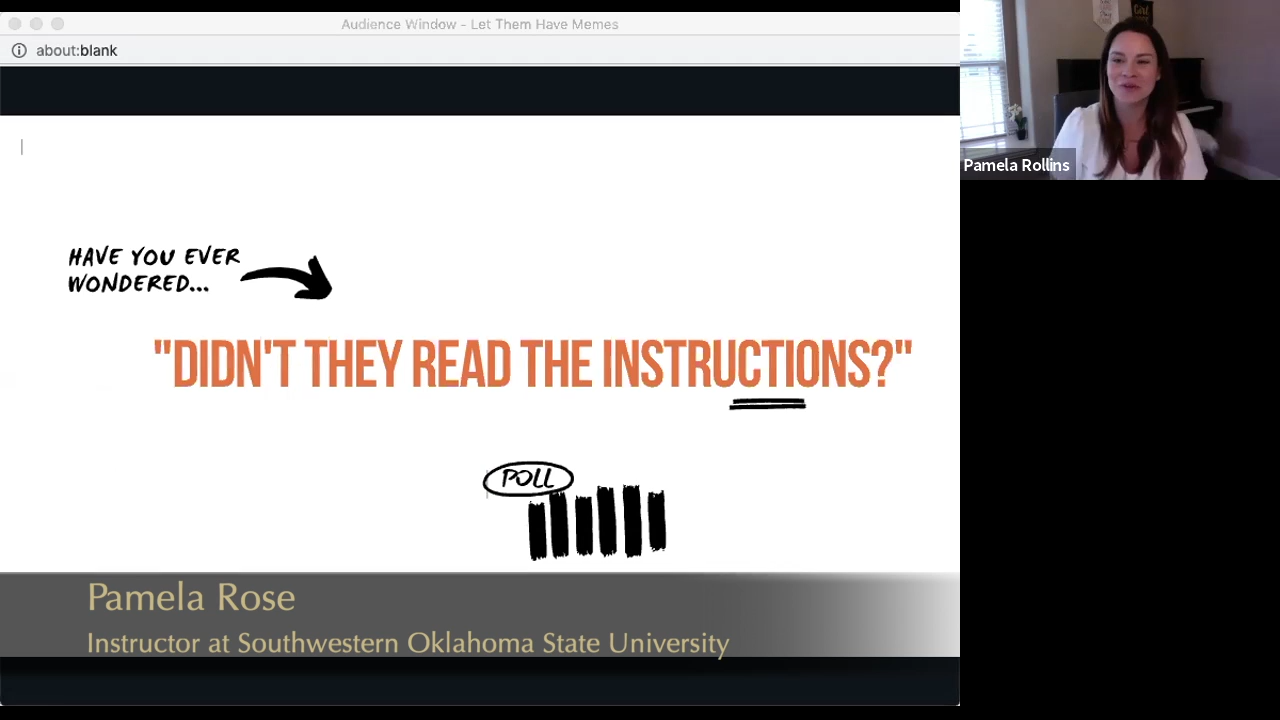 Audience Window - Let Them Have Memes
about:blank
HAVE YOU EVER
WONDERED...
"DIDN'T THEY READ THE INSTRUCTIONS?"
POLL
Pamela Rose
Instructor at Southwestern Oklahoma State University
Pamela Rollins